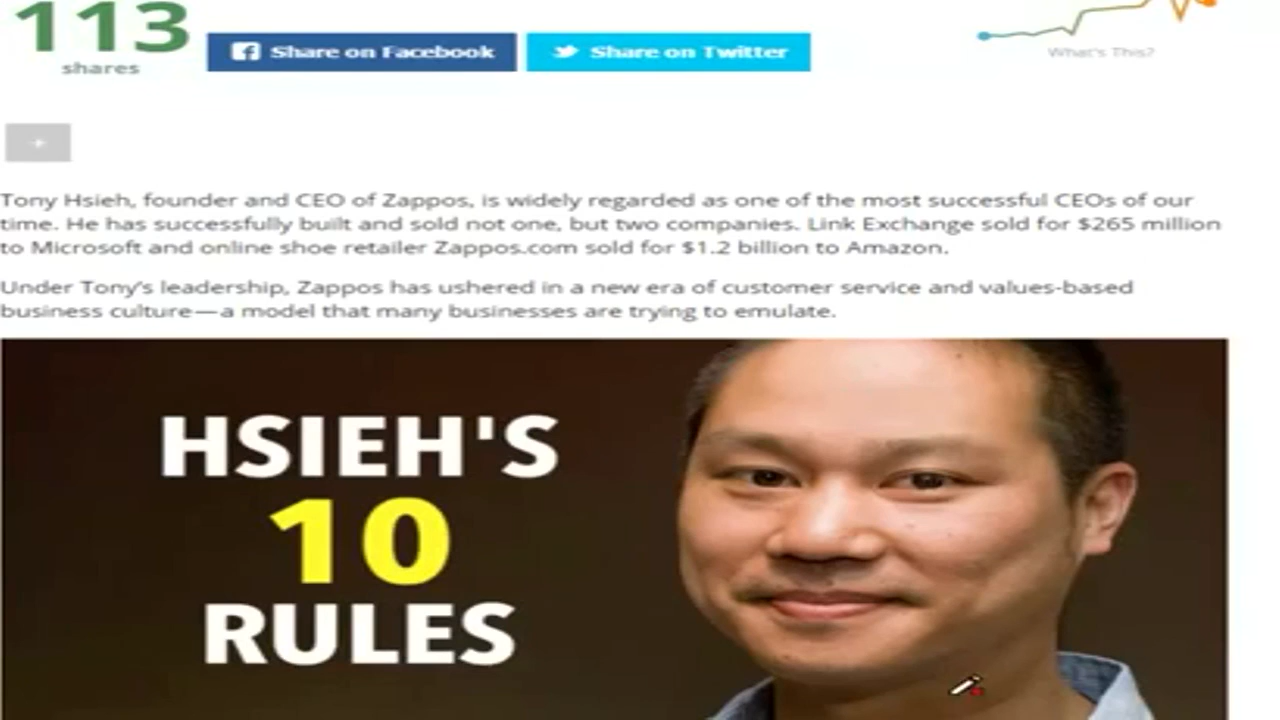 113
shares
Share on Facebook
Share on Twitter
What's This?
+
Tony Hsieh, founder and CEO of Zappos, is widely regarded as one of the most successful CEOs of our
time. He has successfully built and sold not one, but two companies. Link Exchange sold for $265 million
to Microsoft and online shoe retailer Zappos.com sold for $1.2 billion to Amazon.
Under Tony's leadership, Zappos has ushered in a new era of customer service and values-based
business culture—a model that many businesses are trying to emulate.
HSIEH'S
10
RULES